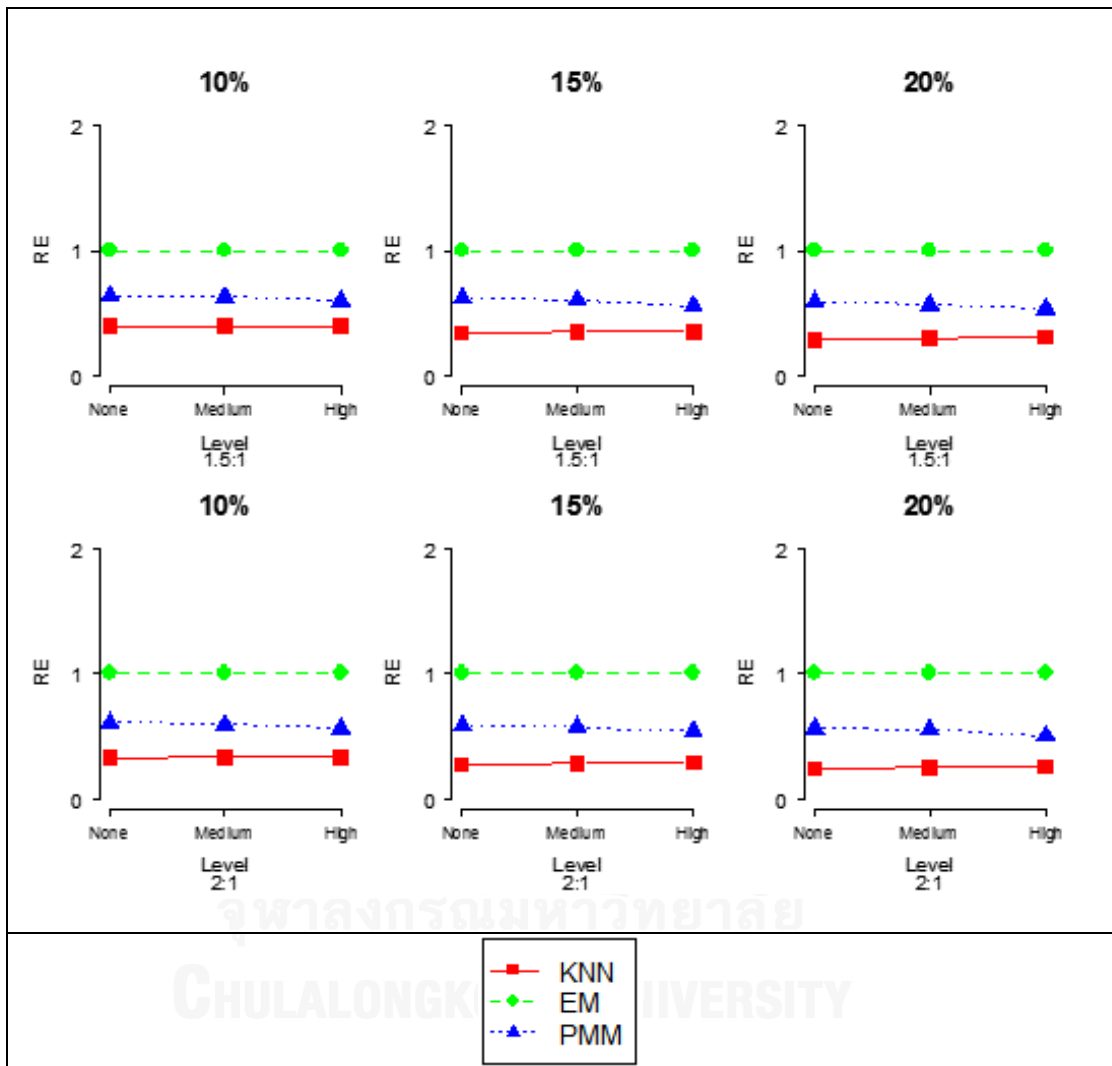 10% 15% 20%
2 2 2
RE RE RE
1 1 1
0 0 0
None Medium High None Medium High None Medium High
Level Level Level
1.5:1 1.5:1 1.5:1
10% 15% 20%
2 2 2
RE RE RE
1 1 1
0 0 0
None Medium High None Medium High None Medium High
Level Level Level
2:1 2:1 2:1
จุฬาลงกรณมหาวิทยาลัย
KNN
EM
PMM